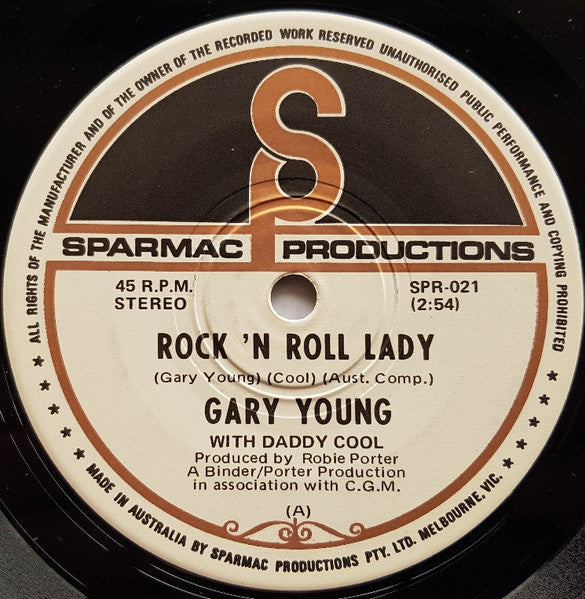 ALL RIGHTS OF THE MANUFACTURER AND OF THE OWNER OF THE RECORDED WORK RESERVED UNAUTHORISED PUBLIC PERFORMANCE BROADCASTING AND COPYING PROHIBITED
SP
SPARMAC PRODUCTIONS
45 R.P.M. SPR-021
STEREO (2:54)
ROCK 'N ROLL LADY
(Gary Young) (Cool) (Aust. Comp.)
GARY YOUNG
WITH DADDY COOL
Produced by Robie Porter
A Binder/Porter Production
in association with C.G.M.
(A)
★ ★ ★ ★ ★ MADE IN AUSTRALIA BY SPARMAC PRODUCTIONS PTY. LTD. MELBOURNE, VIC. ★ ★ ★ ★ ★